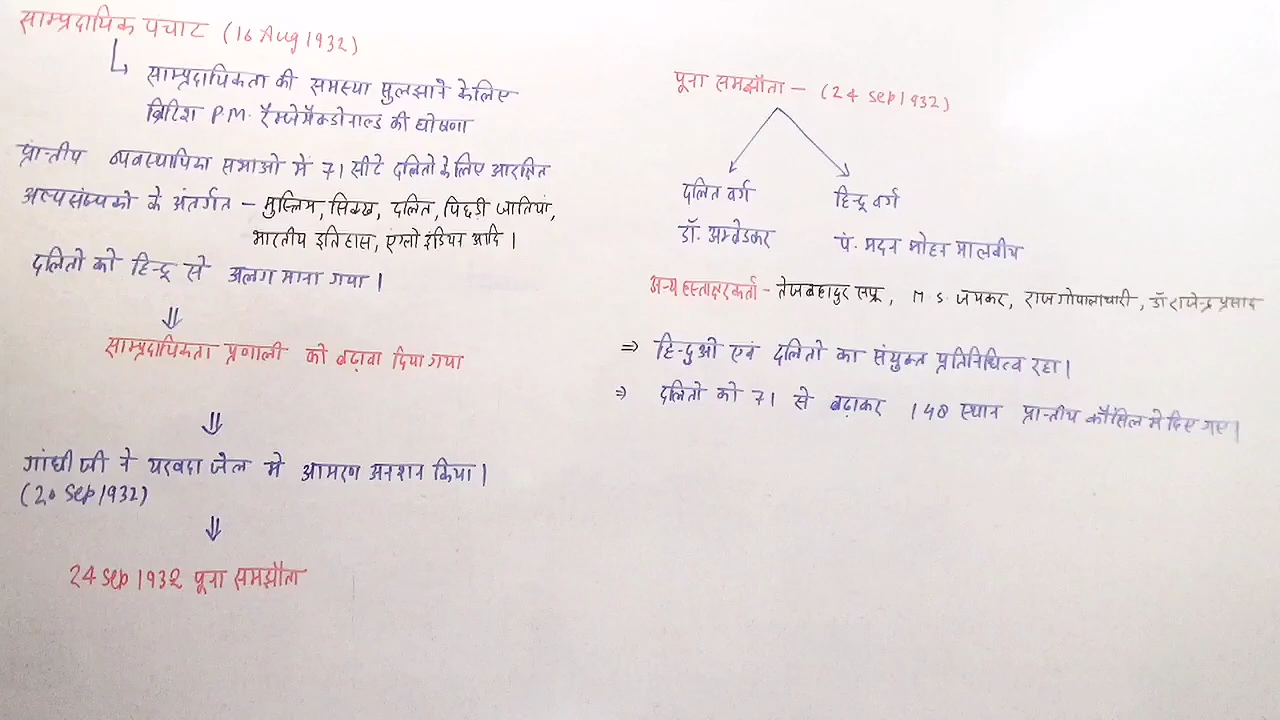 साम्प्रदायिक पंचाट (16 Aug 1932)
साम्प्रदायिकता की समस्या सुलझाने के लिए
ब्रिटिश P.M. रैम्जेमैकडोनाल्ड की घोषणा
प्रान्तीय व्यवस्थापिका सभाओ मे 71 सीटे दलितो के लिए आरक्षित
अल्पसंख्यको के अंतर्गत - मुस्लिम, सिक्ख, दलित, पिछड़ी जातियां,
भारतीय इतिहास, एंग्लो इंडियन आदि।
दलितो को हिन्दू से अलग माना गया।
⇓
साम्प्रदायिकता प्रणाली को बढ़ावा दिया गया
⇓
गांधी जी ने यरवदा जेल मे आमरण अनशन किया।
(20 Sep 1932)
⇓
24 Sep 1932 पूना समझौता
पूना समझौता - (24 Sep 1932)
दलित वर्ग हिन्दू वर्ग
डॉ. अम्बेडकर पं. मदन मोहन मालवीय
अन्य हस्ताक्षरकर्ता - तेजबहादुर सप्रू, M.S. जयकर, राजगोपालाचारी, डॉ राजेन्द्र प्रसाद
⇒ हिन्दुओ एवं दलितो का संयुक्त प्रतिनिधित्व रहा।
⇒ दलितो को 71 से बढ़ाकर 148 स्थान प्रान्तीय कौंसिल मे दिए गए।